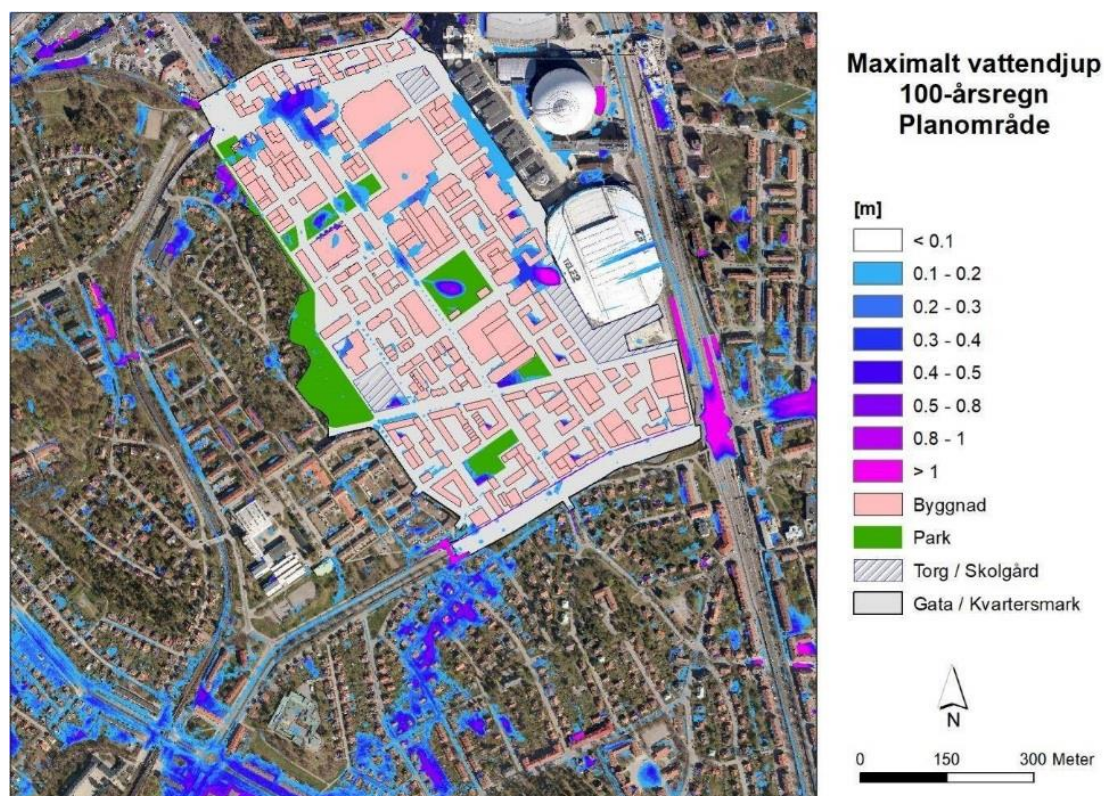 Maximalt vattendjup
100-årsregn
Planområde
[m]
< 0.1
0.1 - 0.2
0.2 - 0.3
0.3 - 0.4
0.4 - 0.5
0.5 - 0.8
0.8 - 1
> 1
Byggnad
Park
Torg / Skolgård
Gata / Kvartersmark
N
0 150 300 Meter
TELE2